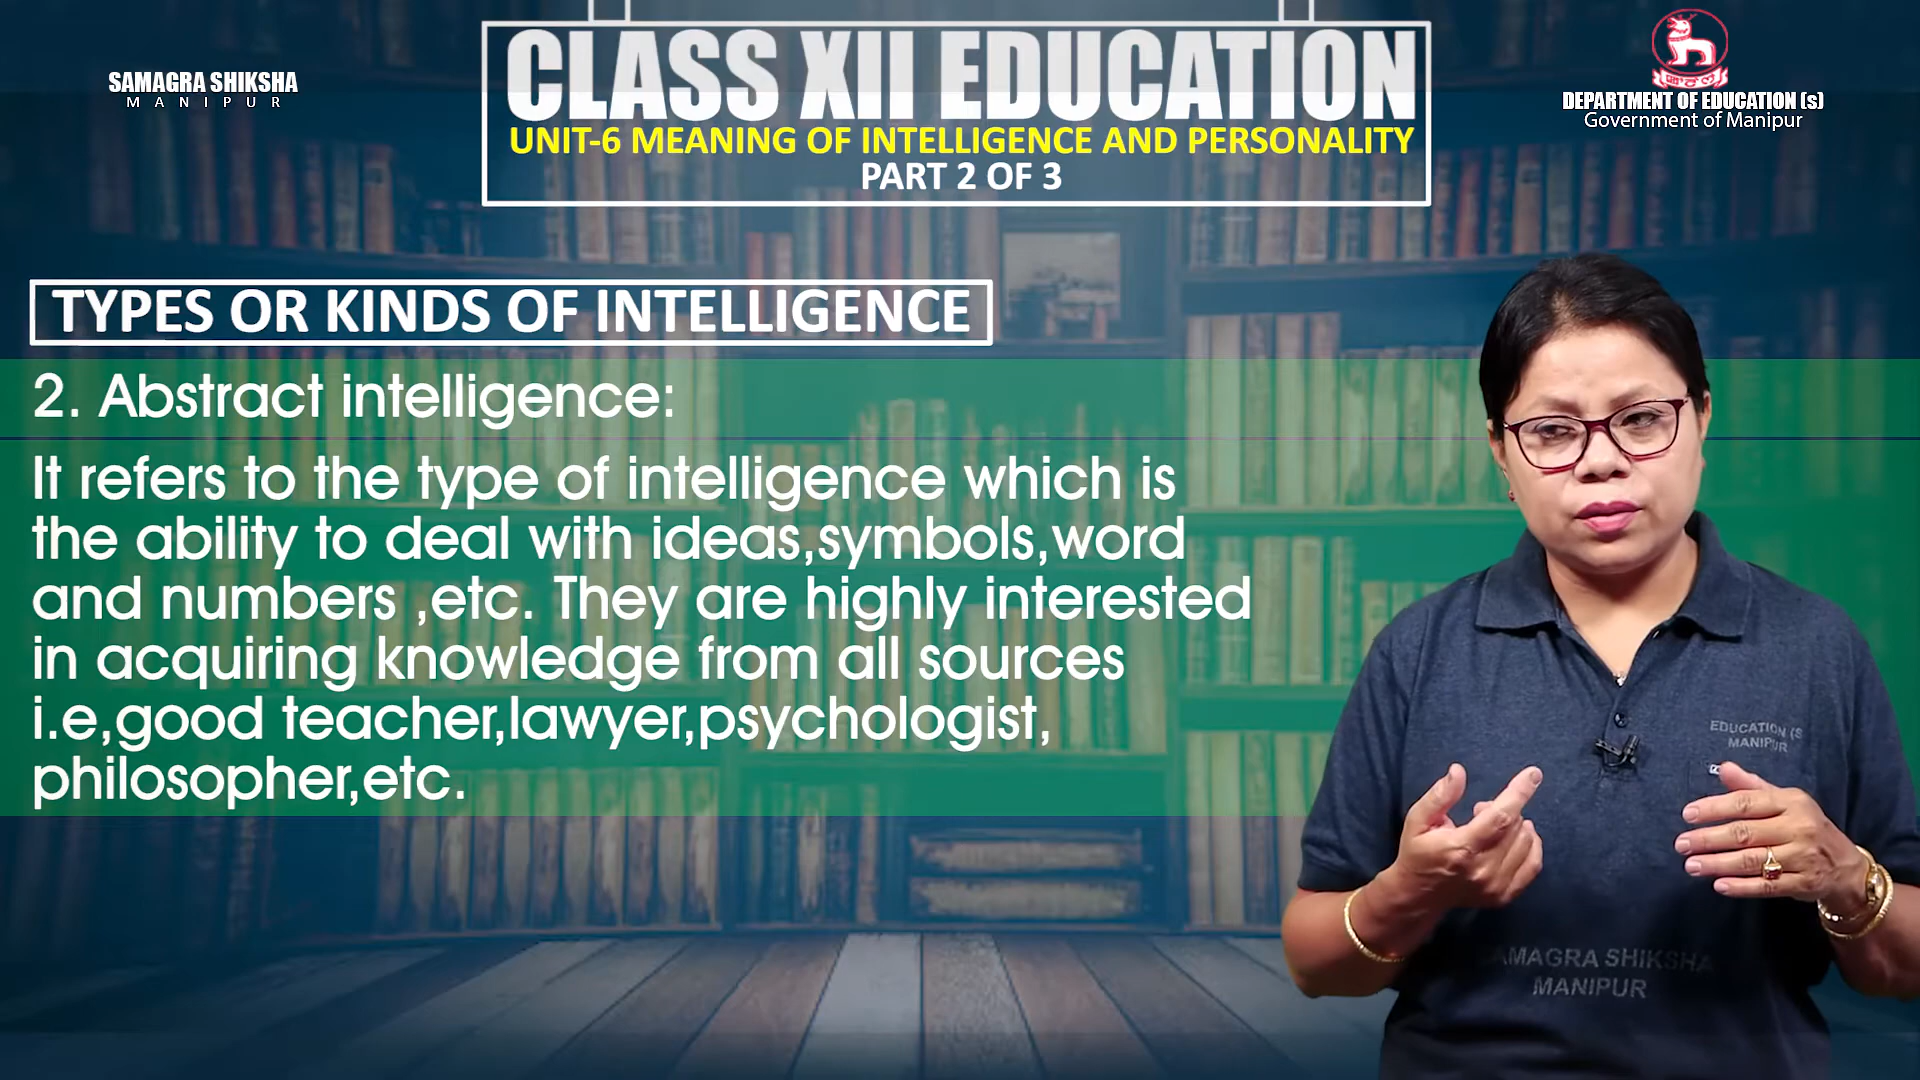 SAMAGRA SHIKSHA
MANIPUR
CLASS XII EDUCATION
UNIT-6 MEANING OF INTELLIGENCE AND PERSONALITY
PART 2 OF 3
DEPARTMENT OF EDUCATION (s)
Government of Manipur
TYPES OR KINDS OF INTELLIGENCE
2. Abstract intelligence:
It refers to the type of intelligence which is
the ability to deal with ideas,symbols,word
and numbers ,etc. They are highly interested
in acquiring knowledge from all sources
i.e,good teacher,lawyer,psychologist,
philosopher,etc.
EDUCATION (S
MANIPUR
AMAGRA SHIKSHA
MANIPUR